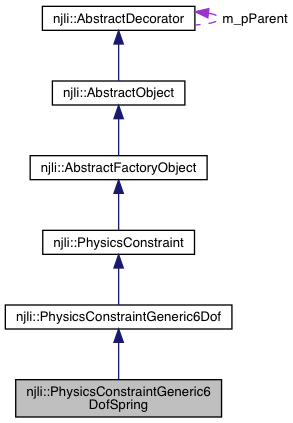 njli::AbstractDecorator
m_pParent
njli::AbstractObject
njli::AbstractFactoryObject
njli::PhysicsConstraint
njli::PhysicsConstraintGeneric6Dof
njli::PhysicsConstraintGeneric6
DofSpring